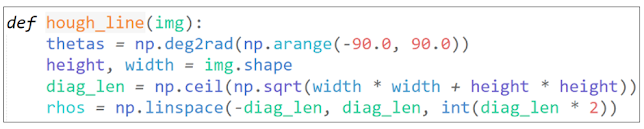 def hough_line(img):
    thetas = np.deg2rad(np.arange(-90.0, 90.0))
    height, width = img.shape
    diag_len = np.ceil(np.sqrt(width * width + height * height))
    rhos = np.linspace(-diag_len, diag_len, int(diag_len * 2))